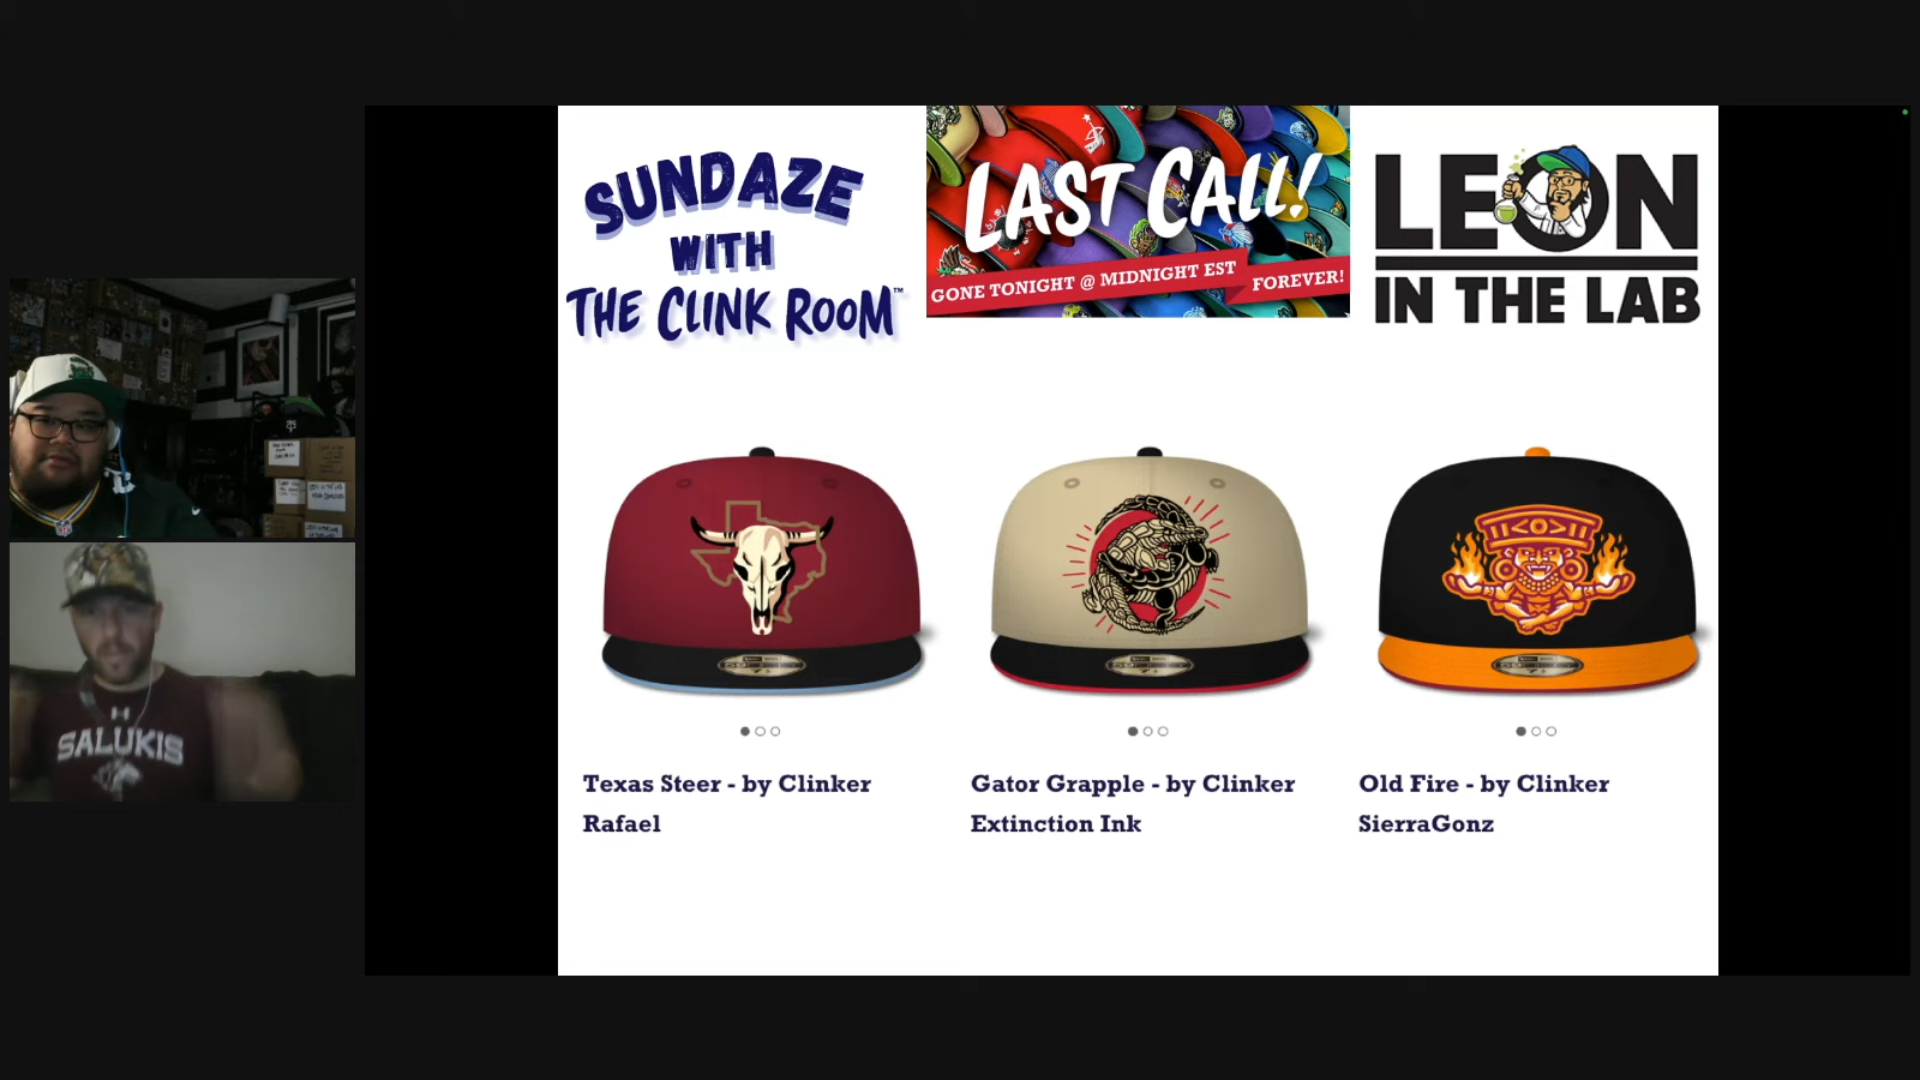 SUNDAZE
WITH
THE CLINK ROOM™
LAST CALL!
GONE TONIGHT @ MIDNIGHT EST FOREVER!
LEON
IN THE LAB
SALUKIS
Texas Steer - by Clinker
Rafael
Gator Grapple - by Clinker
Extinction Ink
Old Fire - by Clinker
SierraGonz